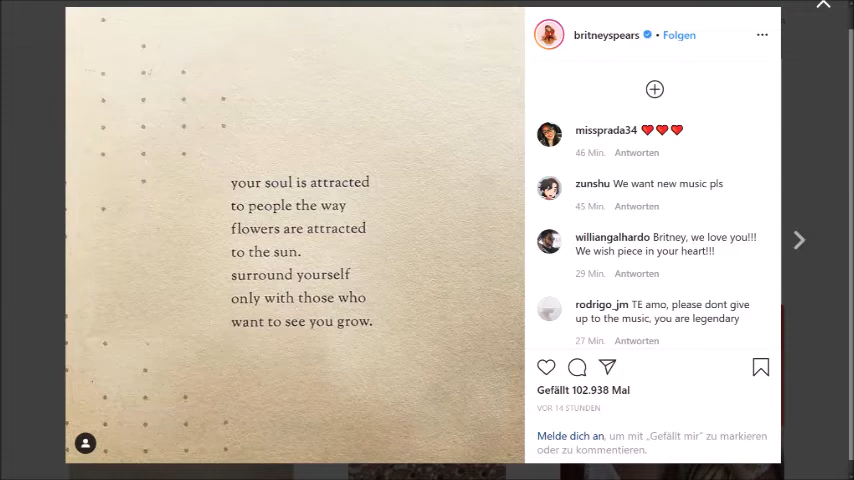 your soul is attracted
to people the way
flowers are attracted
to the sun.
surround yourself
only with those who
want to see you grow.
britneyspears • Folgen
missprada34 ❤️❤️❤️
46 Min. Antworten
zunshu We want new music pls
45 Min. Antworten
williangalhardo Britney, we love you!!!
We wish piece in your heart!!!
29 Min. Antworten
rodrigo_jm TE amo, please dont give
up to the music, you are legendary
27 Min. Antworten
Gefällt 102.938 Mal
VOR 14 STUNDEN
Melde dich an, um mit „Gefällt mir“ zu markieren
oder zu kommentieren.